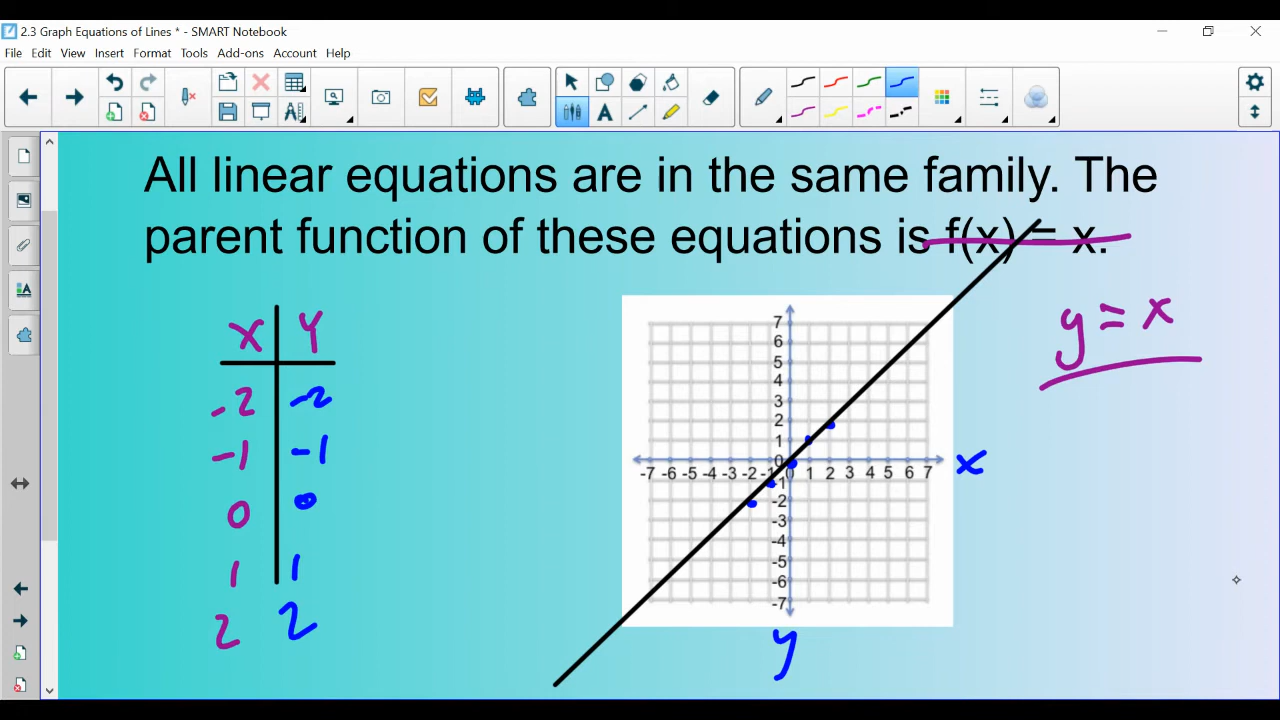 2.3 Graph Equations of Lines * - SMART Notebook
File Edit View Insert Format Tools Add-ons Account Help
All linear equations are in the same family. The
parent function of these equations is f(x) = x.
y = x
X Y
-2 -2
-1 -1
0 0
1 1
2 2
7
6
5
4
3
2
1
0
-7 -6 -5 -4 -3 -2 -1 0 1 2 3 4 5 6 7
x
-1
-2
-3
-4
-5
-6
-7
y